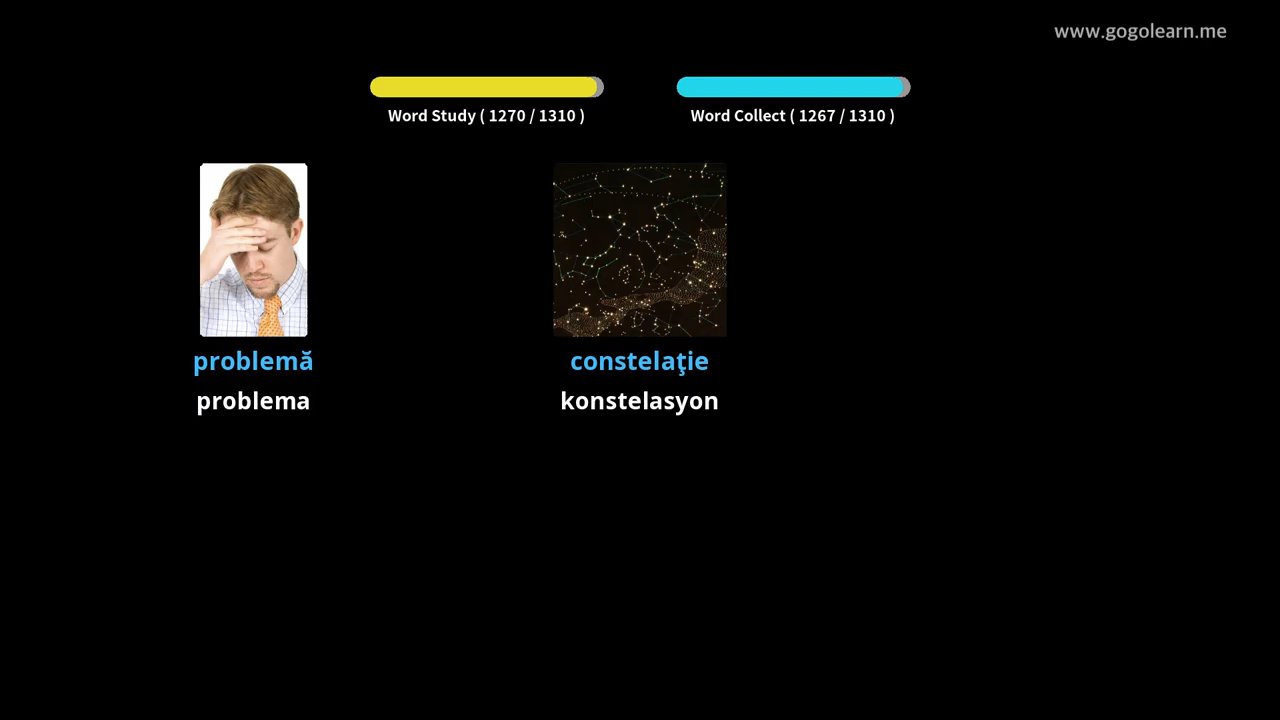 www.gogolearn.me
Word Study ( 1270 / 1310 )
Word Collect ( 1267 / 1310 )
problemă
constelaţie
problema
konstelasyon